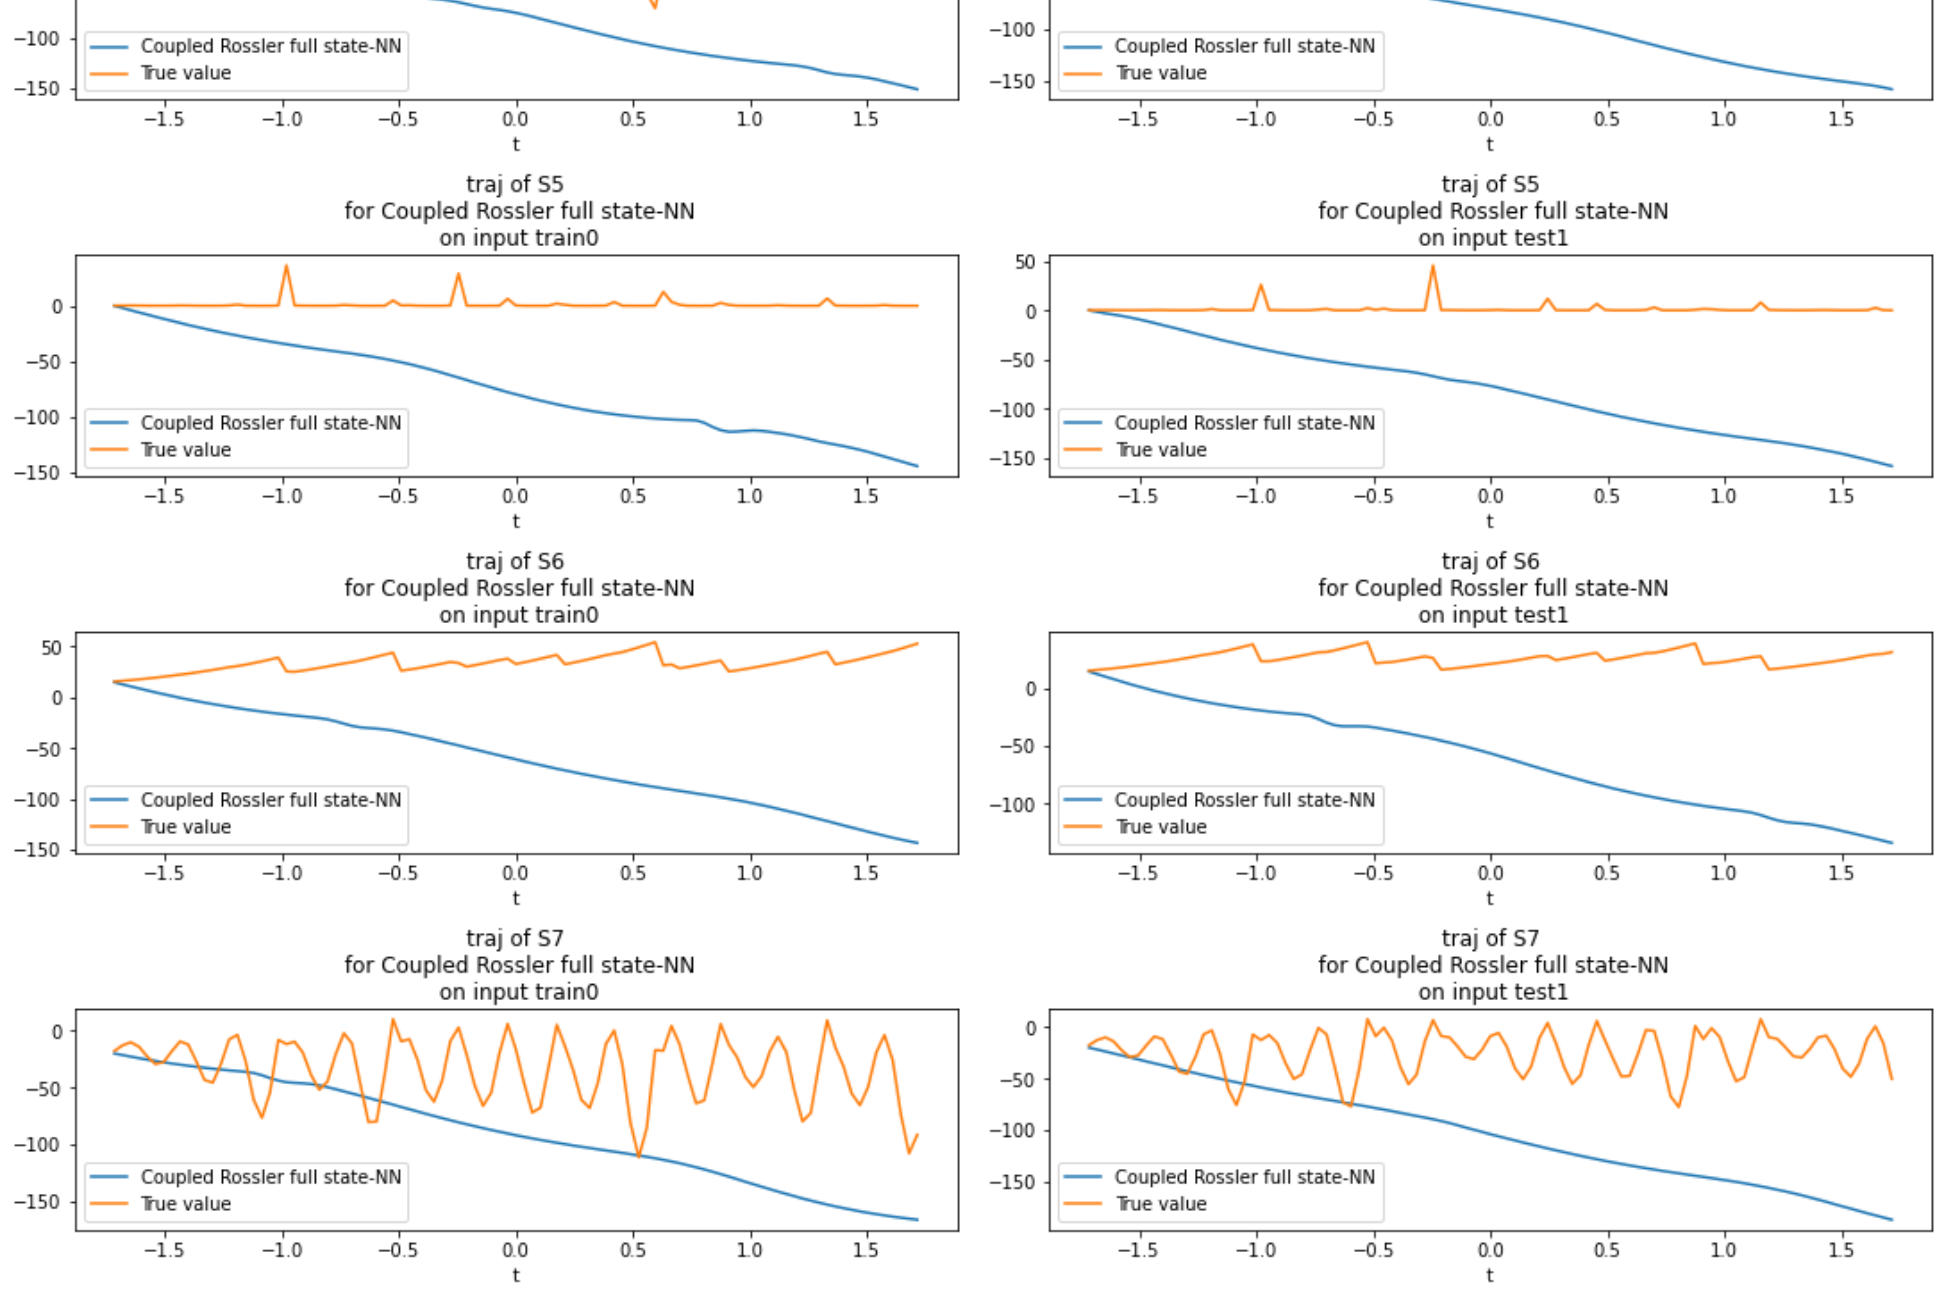 −100
−150
Coupled Rossler full state-NN
True value
−1.5 −1.0 −0.5 0.0 0.5 1.0 1.5
t
−100
−150
Coupled Rossler full state-NN
True value
−1.5 −1.0 −0.5 0.0 0.5 1.0 1.5
t
traj of S5
for Coupled Rossler full state-NN
on input train0
0
−50
−100
−150
Coupled Rossler full state-NN
True value
−1.5 −1.0 −0.5 0.0 0.5 1.0 1.5
t
traj of S5
for Coupled Rossler full state-NN
on input test1
50
0
−50
−100
−150
Coupled Rossler full state-NN
True value
−1.5 −1.0 −0.5 0.0 0.5 1.0 1.5
t
traj of S6
for Coupled Rossler full state-NN
on input train0
50
0
−50
−100
−150
Coupled Rossler full state-NN
True value
−1.5 −1.0 −0.5 0.0 0.5 1.0 1.5
t
traj of S6
for Coupled Rossler full state-NN
on input test1
0
−50
−100
Coupled Rossler full state-NN
True value
−1.5 −1.0 −0.5 0.0 0.5 1.0 1.5
t
traj of S7
for Coupled Rossler full state-NN
on input train0
0
−50
−100
−150
Coupled Rossler full state-NN
True value
−1.5 −1.0 −0.5 0.0 0.5 1.0 1.5
t
traj of S7
for Coupled Rossler full state-NN
on input test1
0
−50
−100
−150
Coupled Rossler full state-NN
True value
−1.5 −1.0 −0.5 0.0 0.5 1.0 1.5
t